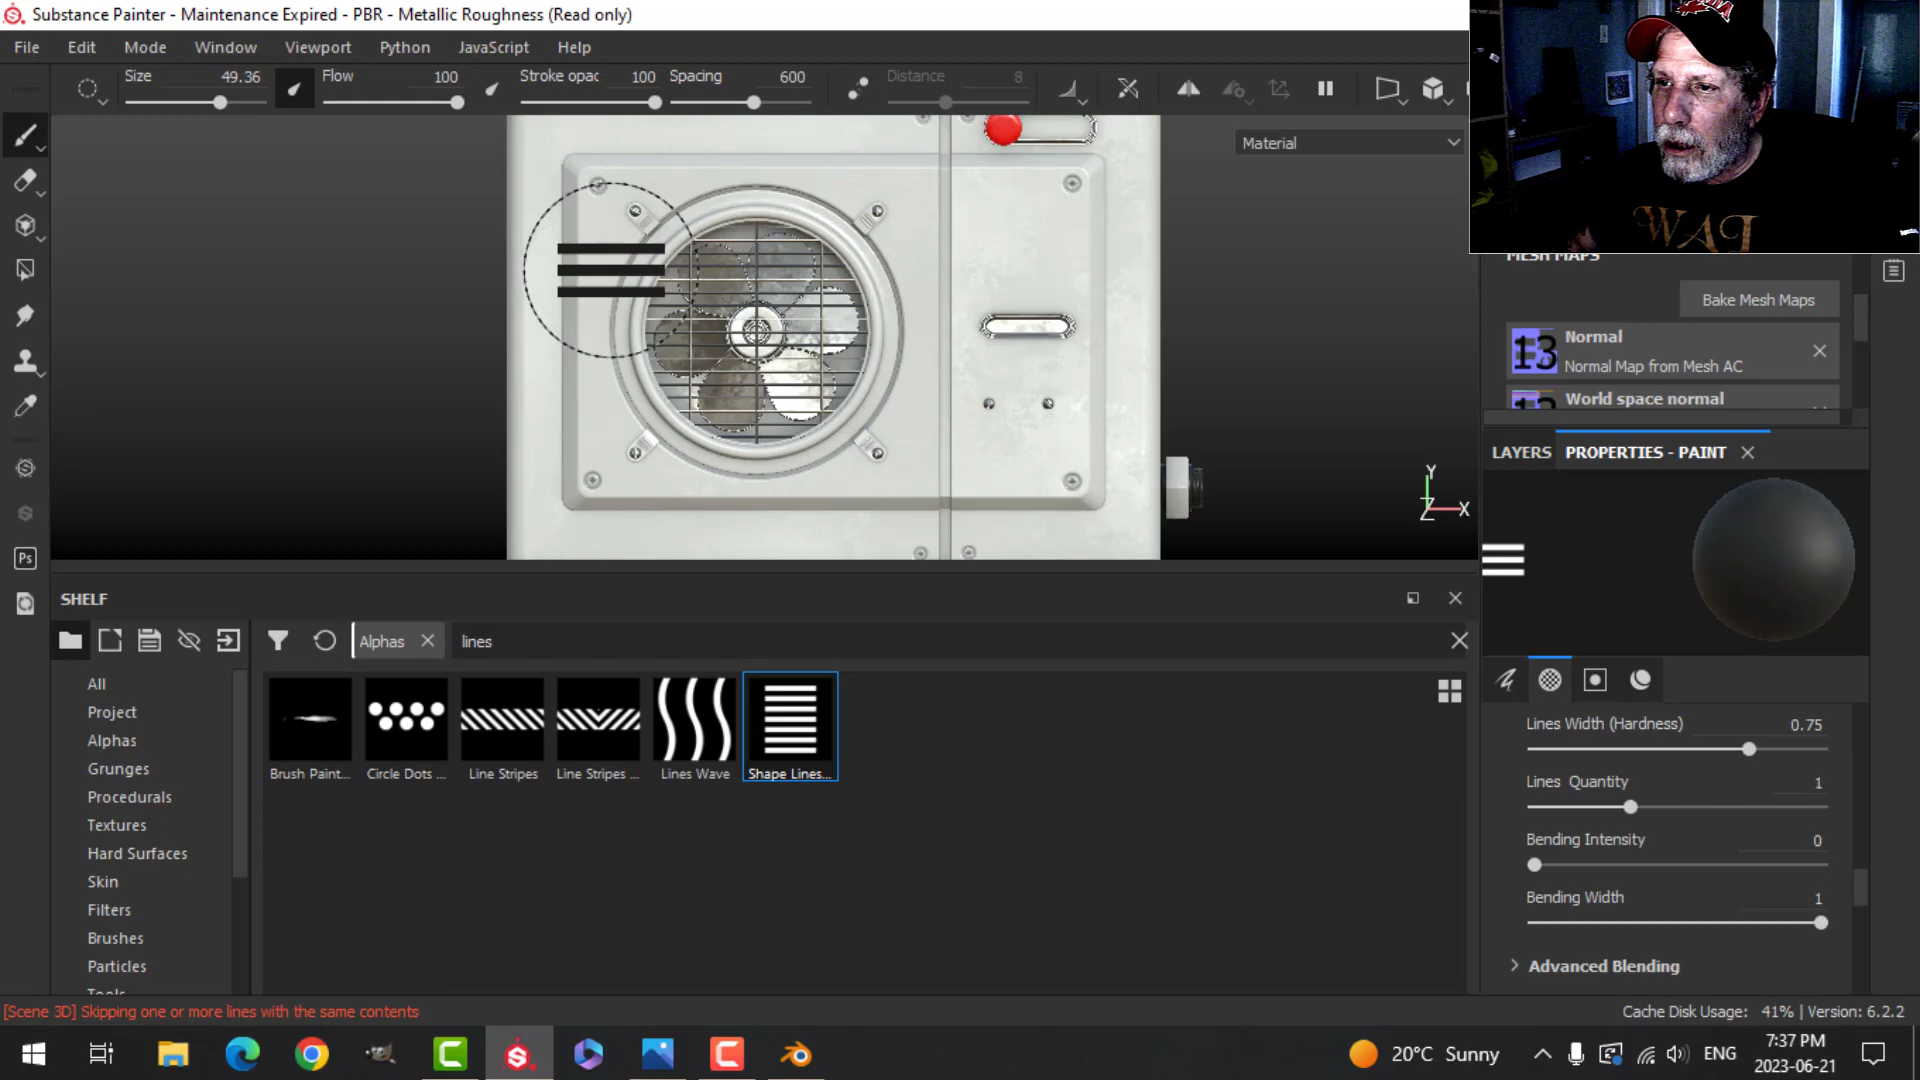 Substance Painter - Maintenance Expired - PBR - Metallic Roughness (Read only)
File Edit Mode Window Viewport Python JavaScript Help
Size 49.36 Flow 100 Stroke opac 100 Spacing 600 Distance 8
Material
WAI
MESH MAPS
Bake Mesh Maps
Normal
Normal Map from Mesh AC
World space normal
LAYERS PROPERTIES - PAINT
Y
Z X
SHELF
Alphas lines
All
Project
Alphas
Grunges
Procedurals
Textures
Hard Surfaces
Skin
Filters
Brushes
Particles
Tools
Brush Paint... Circle Dots ... Line Stripes Line Stripes ... Lines Wave Shape Lines...
Lines Width (Hardness) 0.75
Lines Quantity 1
Bending Intensity 0
Bending Width 1
Advanced Blending
Ps
[Scene 3D] Skipping one or more lines with the same contents
Cache Disk Usage: 41% | Version: 6.2.2
20°C Sunny ENG 7:37 PM
2023-06-21